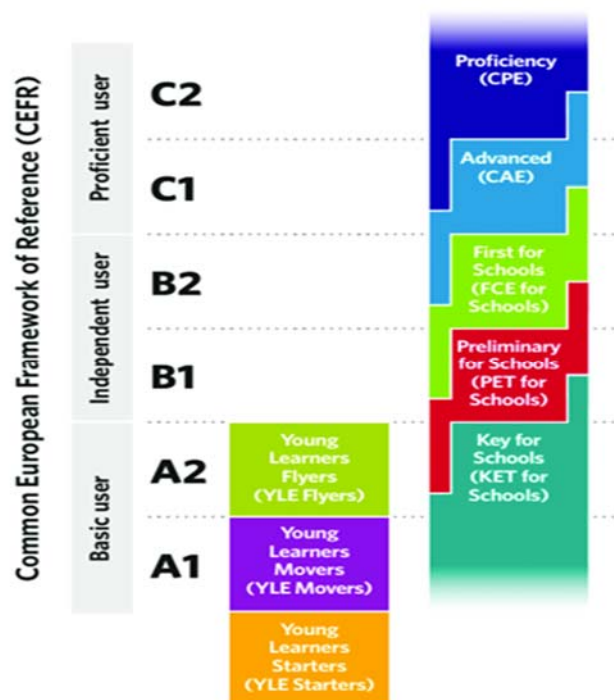 Common European Framework of Reference (CEFR)
Proficient user
Independent user
Basic user
C2
C1
B2
B1
A2
A1
Young
Learners
Flyers
(YLE Flyers)
Young
Learners
Movers
(YLE Movers)
Young
Learners
Starters
(YLE Starters)
Proficiency
(CPE)
Advanced
(CAE)
First for
Schools
(FCE for
Schools)
Preliminary
for Schools
(PET for
Schools)
Key for
Schools
(KET for
Schools)